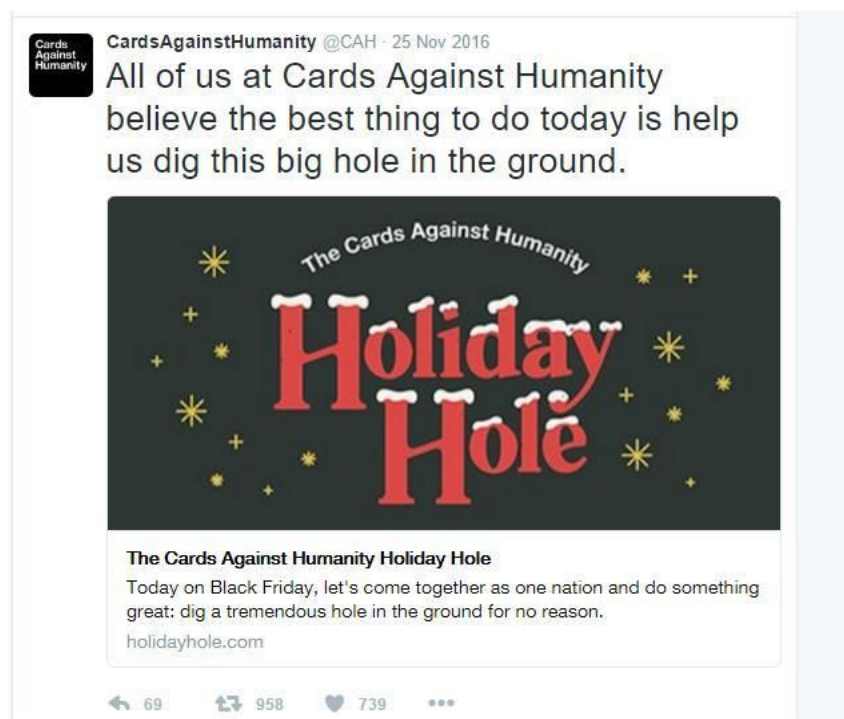 Cards
Against
Humanity
CardsAgainstHumanity @CAH · 25 Nov 2016
All of us at Cards Against Humanity
believe the best thing to do today is help
us dig this big hole in the ground.
The Cards Against Humanity
Holiday
Hole
The Cards Against Humanity Holiday Hole
Today on Black Friday, let's come together as one nation and do something
great: dig a tremendous hole in the ground for no reason.
holidayhole.com
69 958 739